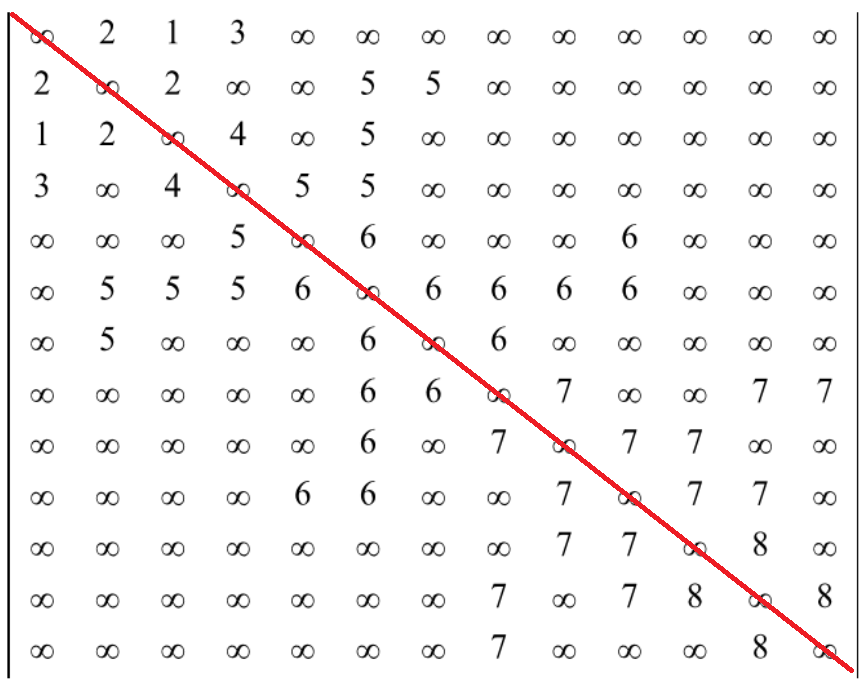 ∞ 2 1 3 ∞ ∞ ∞ ∞ ∞ ∞ ∞ ∞ ∞
2 ∞ 2 ∞ ∞ 5 5 ∞ ∞ ∞ ∞ ∞ ∞
1 2 ∞ 4 ∞ 5 ∞ ∞ ∞ ∞ ∞ ∞ ∞
3 ∞ 4 ∞ 5 5 ∞ ∞ ∞ ∞ ∞ ∞ ∞
∞ ∞ ∞ 5 ∞ 6 ∞ ∞ ∞ 6 ∞ ∞ ∞
∞ 5 5 5 6 ∞ 6 6 6 6 ∞ ∞ ∞
∞ 5 ∞ ∞ ∞ 6 ∞ 6 ∞ ∞ ∞ ∞ ∞
∞ ∞ ∞ ∞ ∞ 6 6 ∞ 7 ∞ ∞ 7 7
∞ ∞ ∞ ∞ ∞ 6 ∞ 7 ∞ 7 7 ∞ ∞
∞ ∞ ∞ ∞ 6 6 ∞ ∞ 7 ∞ 7 7 ∞
∞ ∞ ∞ ∞ ∞ ∞ ∞ ∞ 7 7 ∞ 8 ∞
∞ ∞ ∞ ∞ ∞ ∞ ∞ 7 ∞ 7 8 ∞ 8
∞ ∞ ∞ ∞ ∞ ∞ ∞ 7 ∞ ∞ ∞ 8 ∞